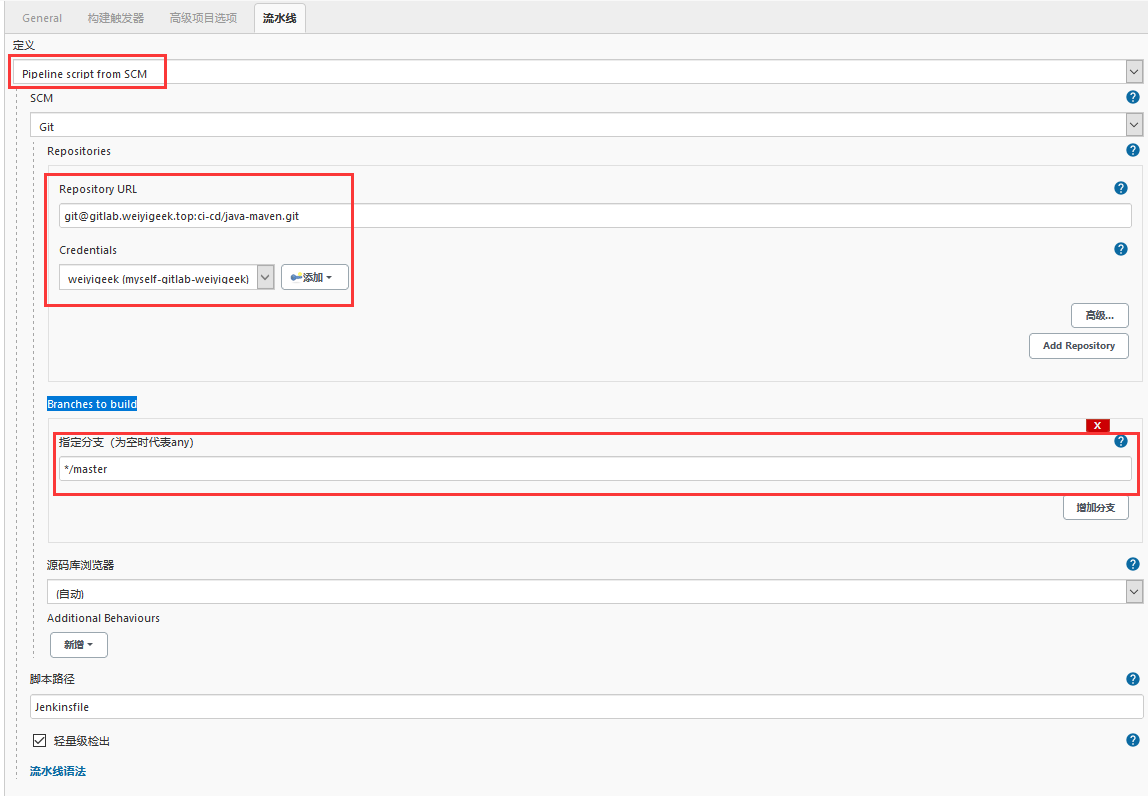 General 构建触发器 高级项目选项 流水线
定义
Pipeline script from SCM
SCM
Git
Repositories
Repository URL
git@gitlab.weiyigeek.top:ci-cd/java-maven.git
Credentials
weiyigeek (myself-gitlab-weiyigeek) 添加
高级...
Add Repository
Branches to build
X
指定分支（为空时代表any）
*/master
增加分支
源码库浏览器
(自动)
Additional Behaviours
新增
脚本路径
Jenkinsfile
轻量级检出
流水线语法